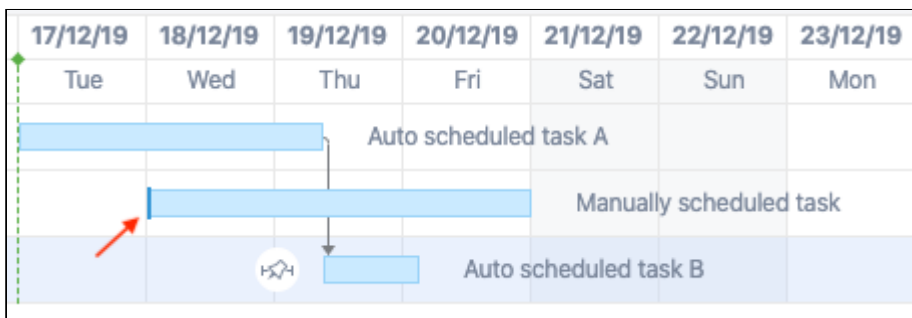 17/12/19 18/12/19 19/12/19 20/12/19 21/12/19 22/12/19 23/12/19
Tue Wed Thu Fri Sat Sun Mon
Auto scheduled task A
Manually scheduled task
Auto scheduled task B